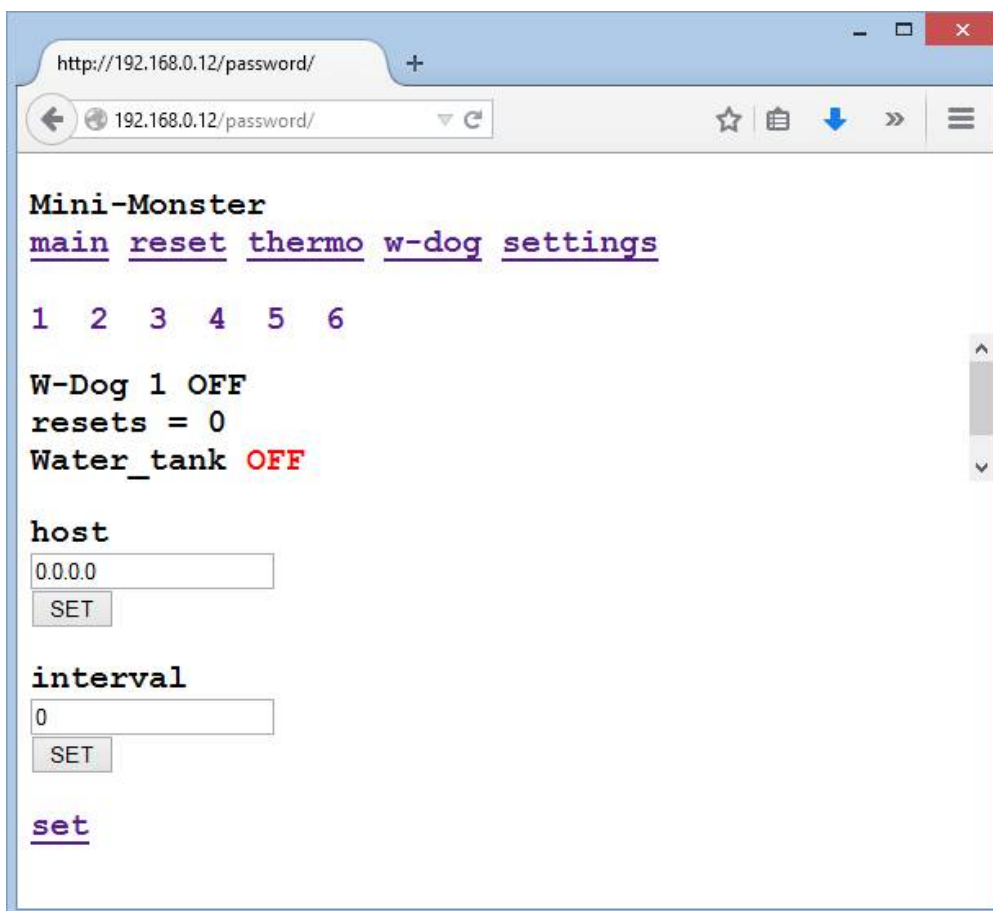 http://192.168.0.12/password/
192.168.0.12/password/
Mini-Monster
main reset thermo w-dog settings
1 2 3 4 5 6
W-Dog 1 OFF
resets = 0
Water_tank OFF
host
0.0.0.0
SET
interval
0
SET
set